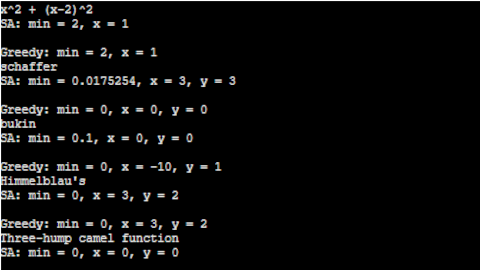 x^2 + (x-2)^2
SA: min = 2, x = 1
Greedy: min = 2, x = 1
schaffer
SA: min = 0.0175254, x = 3, y = 3
Greedy: min = 0, x = 0, y = 0
bukin
SA: min = 0.1, x = 0, y = 0
Greedy: min = 0, x = -10, y = 1
Himmelblau's
SA: min = 0, x = 3, y = 2
Greedy: min = 0, x = 3, y = 2
Three-hump camel function
SA: min = 0, x = 0, y = 0